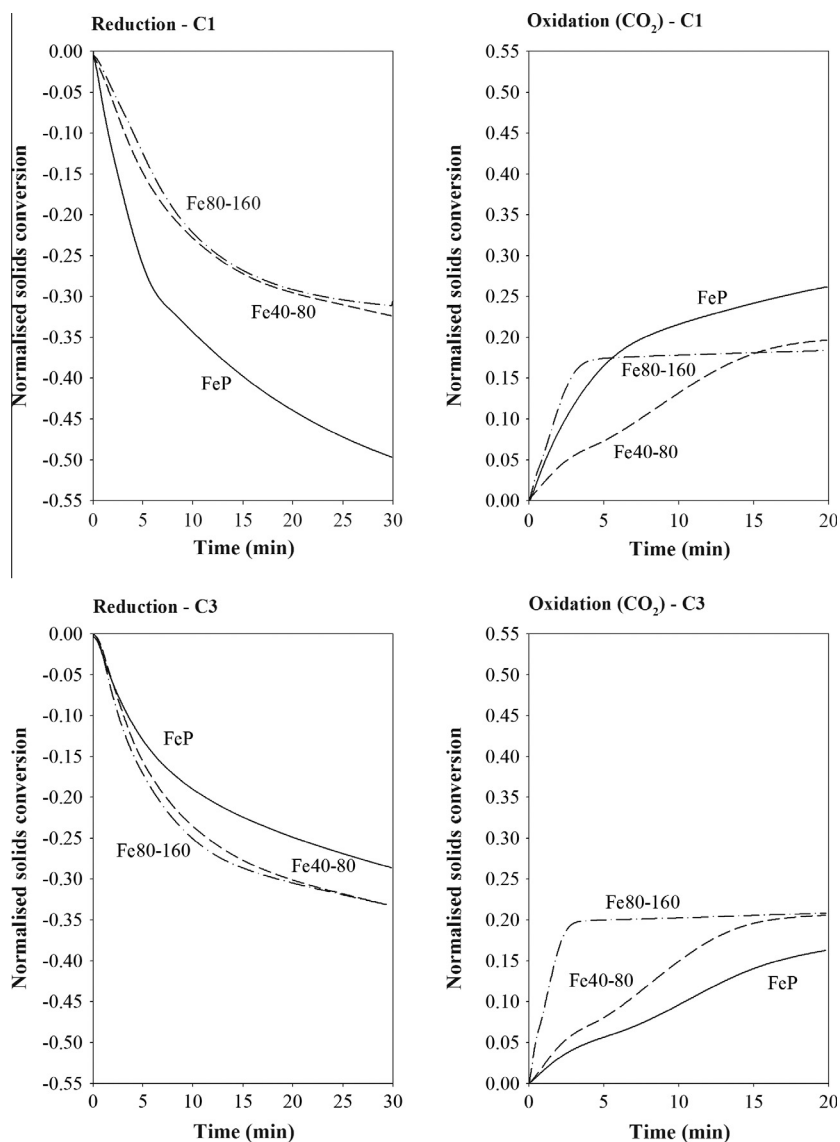 Reduction - C1
Normalised solids conversion
0.00
-0.05
-0.10
-0.15
-0.20
-0.25
-0.30
-0.35
-0.40
-0.45
-0.50
-0.55
Fe80-160
Fe40-80
FeP
0 5 10 15 20 25 30
Time (min)
Oxidation (CO₂) - C1
Normalised solids conversion
0.55
0.50
0.45
0.40
0.35
0.30
0.25
0.20
0.15
0.10
0.05
0.00
FeP
Fe80-160
Fe40-80
0 5 10 15 20
Time (min)
Reduction - C3
Normalised solids conversion
0.00
-0.05
-0.10
-0.15
-0.20
-0.25
-0.30
-0.35
-0.40
-0.45
-0.50
-0.55
FeP
Fe40-80
Fe80-160
0 5 10 15 20 25 30
Time (min)
Oxidation (CO₂) - C3
Normalised solids conversion
0.55
0.50
0.45
0.40
0.35
0.30
0.25
0.20
0.15
0.10
0.05
0.00
Fe80-160
Fe40-80
FeP
0 5 10 15 20
Time (min)